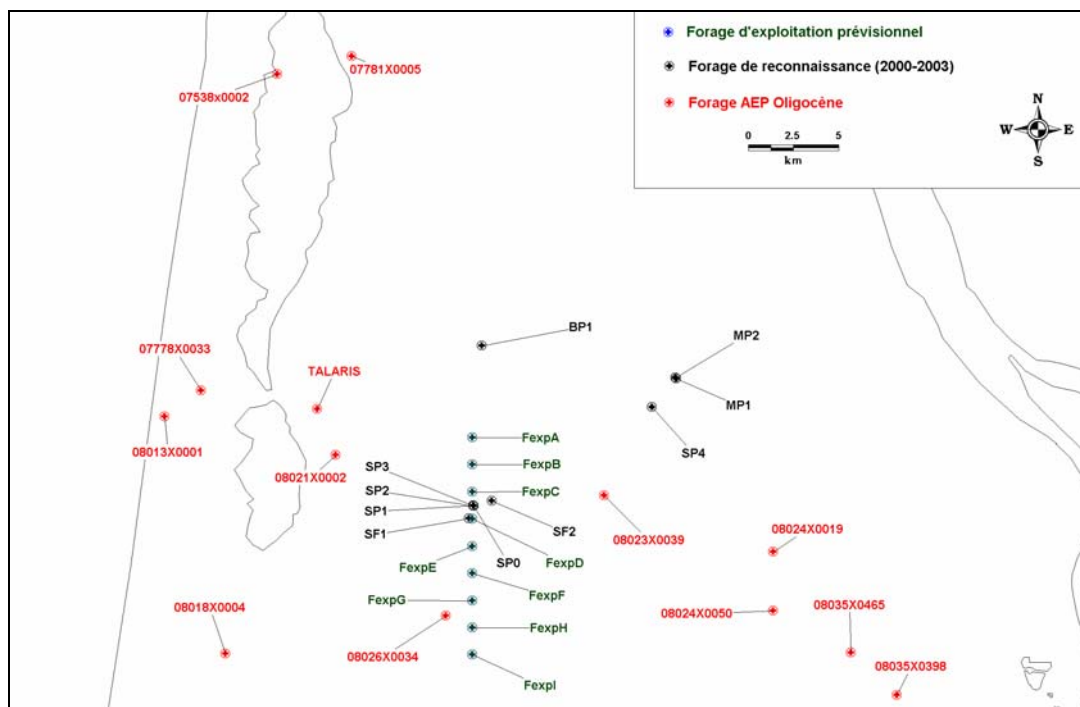 Forage d'exploitation prévisionnel
Forage de reconnaissance (2000-2003)
Forage AEP Oligocène
0 2.5 5
km
N
W E
S
07781X0005
07538x0002
BP1
07778X0033
MP2
TALARIS
MP1
08013X0001
FexpA
SP4
SP3
08021X0002
FexpB
SP2
FexpC
SP1
SF1
SF2
08023X0039
08024X0019
FexpE
SP0
FexpD
FexpG
FexpF
08018X0004
08024X0050
08035X0465
FexpH
08026X0034
08035X0398
FexpI